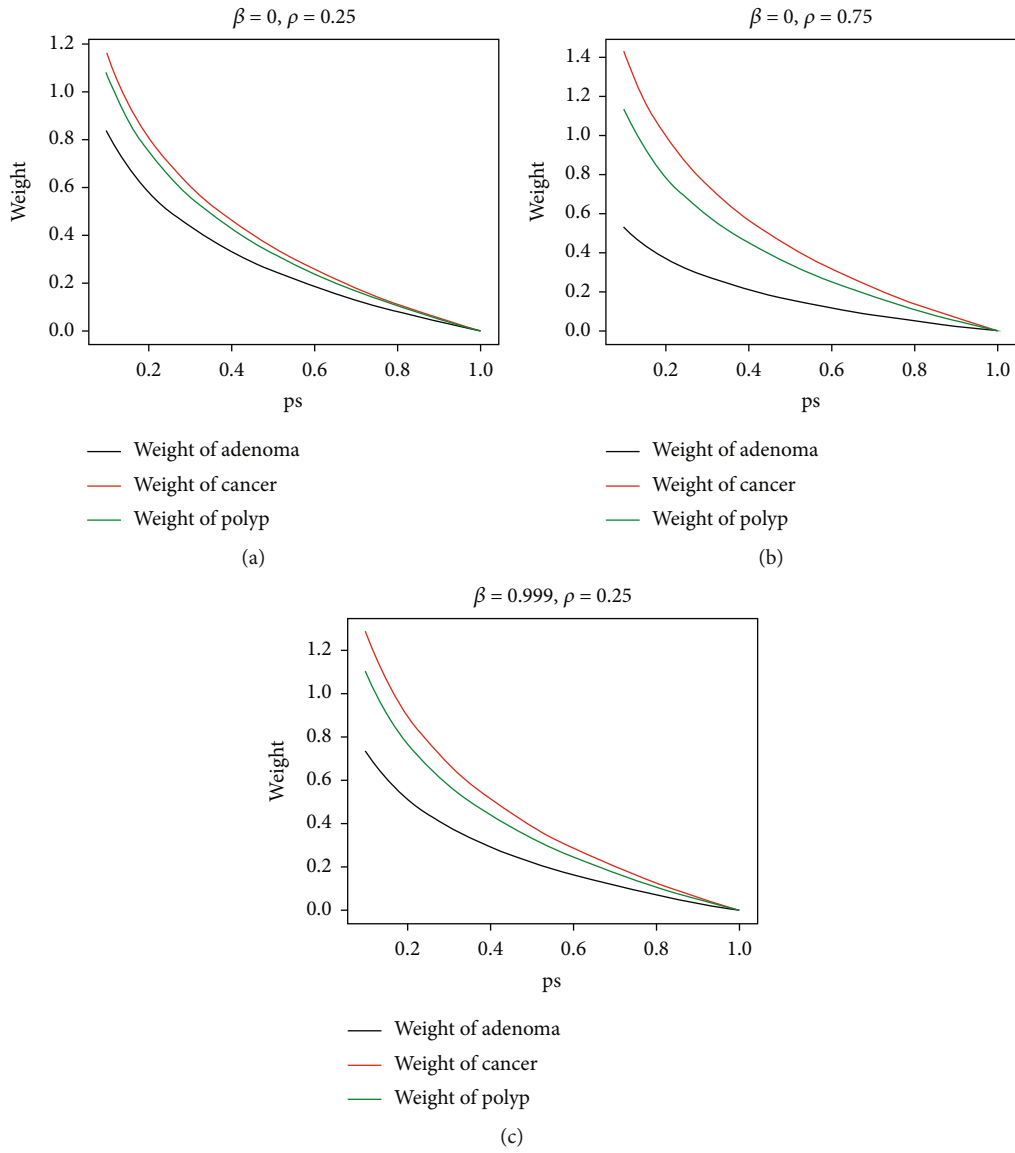 β = 0, ρ = 0.25
1.2
1.0
0.8
0.6
0.4
0.2
0.0
Weight
0.2 0.4 0.6 0.8 1.0
ps
Weight of adenoma
Weight of cancer
Weight of polyp
(a)
β = 0, ρ = 0.75
1.4
1.2
1.0
0.8
0.6
0.4
0.2
0.0
Weight
0.2 0.4 0.6 0.8 1.0
ps
Weight of adenoma
Weight of cancer
Weight of polyp
(b)
β = 0.999, ρ = 0.25
1.2
1.0
0.8
0.6
0.4
0.2
0.0
Weight
0.2 0.4 0.6 0.8 1.0
ps
Weight of adenoma
Weight of cancer
Weight of polyp
(c)